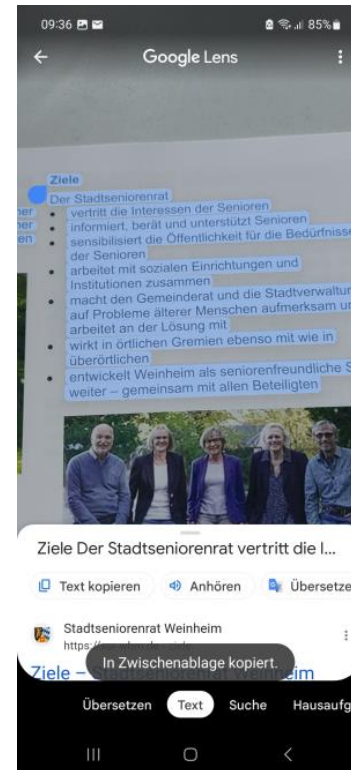 09:36
85%
Google Lens
Ziele
Der Stadtseniorenrat
• vertritt die Interessen der Senioren
• informiert, berät und unterstützt Senioren
• sensibilisiert die Öffentlichkeit für die Bedürfnisse
der Senioren
• arbeitet mit sozialen Einrichtungen und
Institutionen zusammen
• macht den Gemeinderat und die Stadtverwaltun
auf Probleme älterer Menschen aufmerksam un
arbeitet an der Lösung mit
• wirkt in örtlichen Gremien ebenso mit wie in
überörtlichen
• entwickelt Weinheim als seniorenfreundliche S
weiter – gemeinsam mit allen Beteiligten
Ziele Der Stadtseniorenrat vertritt die I...
Text kopieren
Anhören
Übersetze
Stadtseniorenrat Weinheim
In Zwischenablage kopiert.
Ziele –
Übersetzen
Text
Suche
Hausaufg